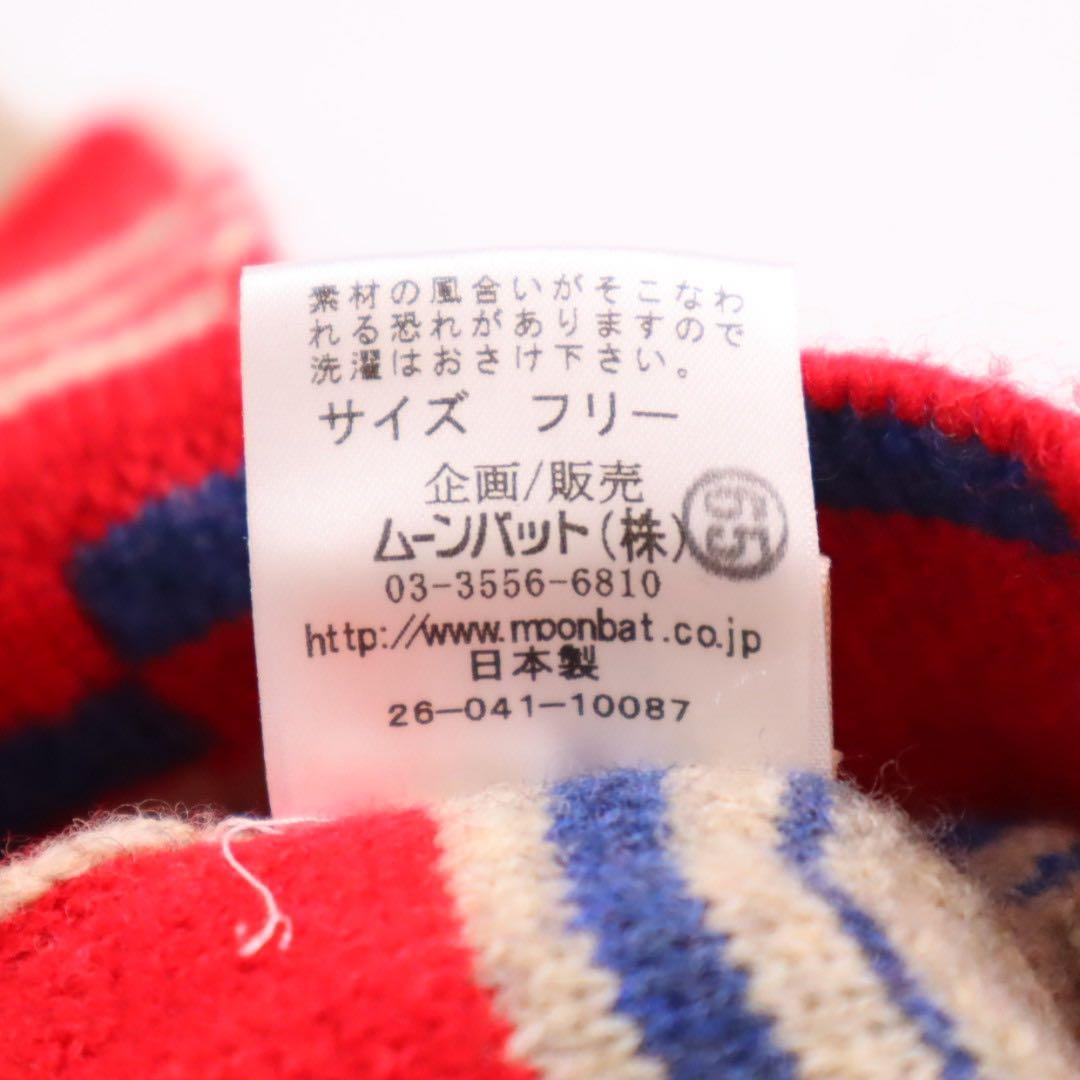 素材の風合いがそこなわ
れる恐れがありますので
洗濯はおさけ下さい。
サイズ　フリー
企画/販売
ムーンバット(株)
65
03-3556-6810
http://www.moonbat.co.jp
日本製
26-041-10087